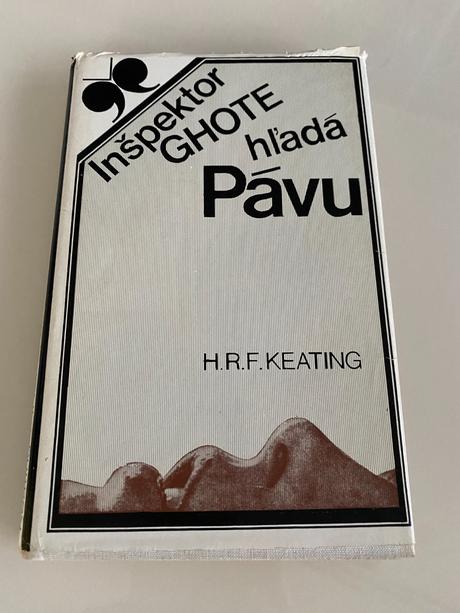 Inšpektor
GHOTE
hľadá
Pávu
H.R.F. KEATING